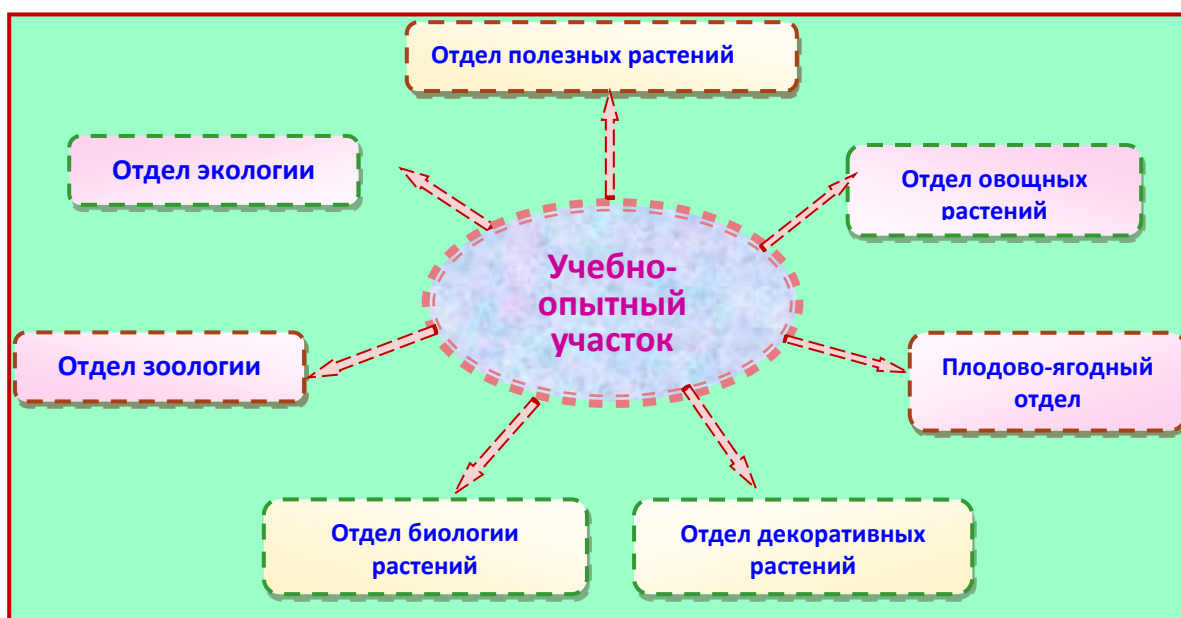 Отдел полезных растений
Отдел экологии
Отдел овощных
растений
Учебно-
опытный
участок
Отдел зоологии
Плодово-ягодный
отдел
Отдел биологии
растений
Отдел декоративных
растений